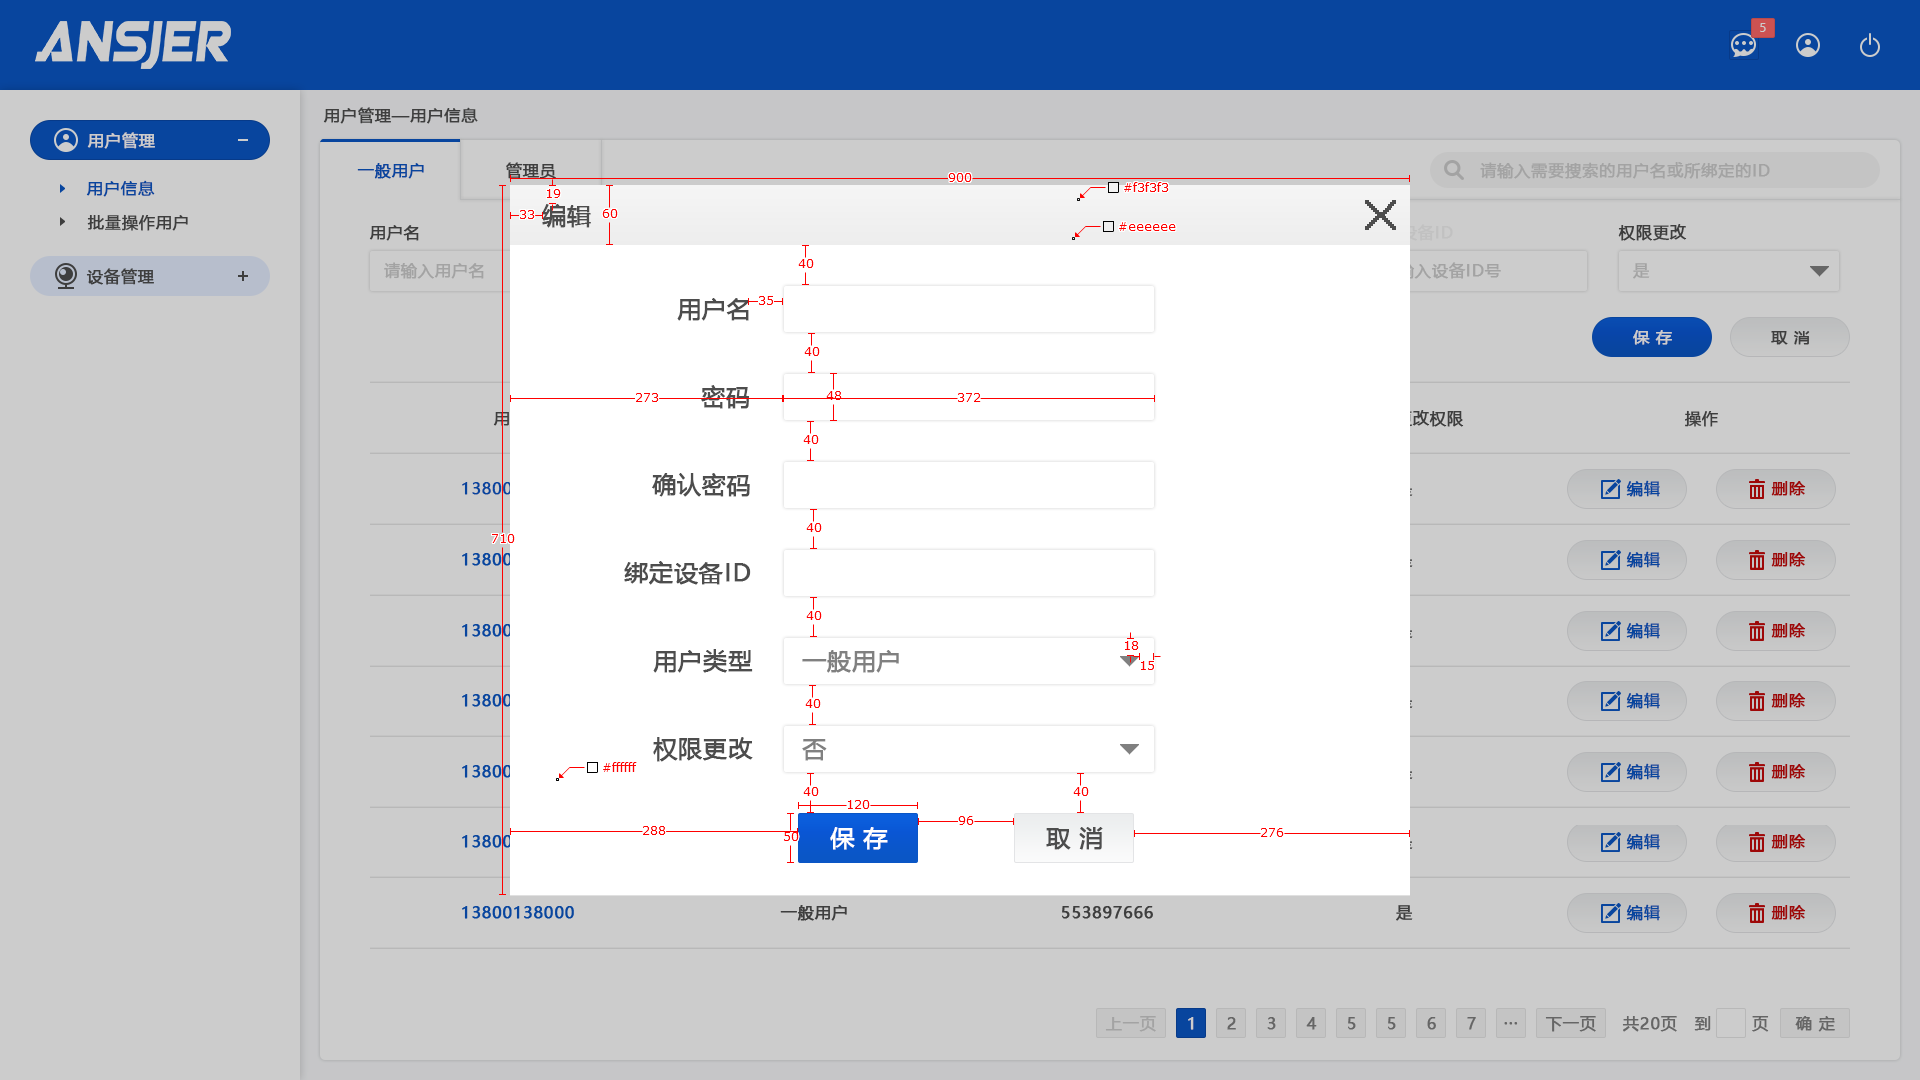 ANSJER
5
用户管理
用户信息
批量操作用户
设备管理
用户管理—用户信息
一般用户
管理员
请输入需要搜索的用户名或所绑定的ID
900
19
33
编辑
60
#f3f3f3
#eeeeee
用户名
设备ID
权限更改
请输入用户名
入设备ID号
是
40
用户名
35
保 存
取 消
40
273
密码
48
372
用
改权限
操作
40
确认密码
13800
编辑
删除
40
710
13800
绑定设备ID
编辑
删除
40
13800
编辑
删除
用户类型
一般用户
18
15
40
13800
编辑
删除
权限更改
否
#ffffff
13800
编辑
删除
40
40
120
288
50
保 存
96
取 消
276
13800
编辑
删除
13800138000
一般用户
553897666
是
编辑
删除
上一页
1
2
3
4
5
5
6
7
···
下一页
共20页
到
页
确 定